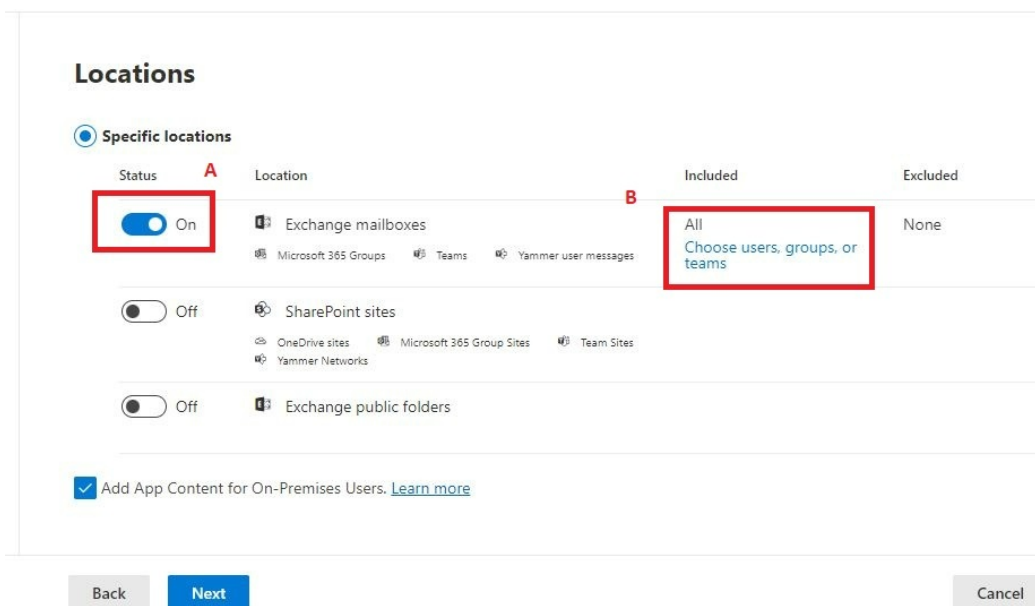 Locations
Specific locations
Status A Location Included Excluded
B
On Exchange mailboxes All None
Microsoft 365 Groups Teams Yammer user messages Choose users, groups, or
teams
Off SharePoint sites
OneDrive sites Microsoft 365 Group Sites Team Sites
Yammer Networks
Off Exchange public folders
Add App Content for On-Premises Users. Learn more
Back Next Cancel